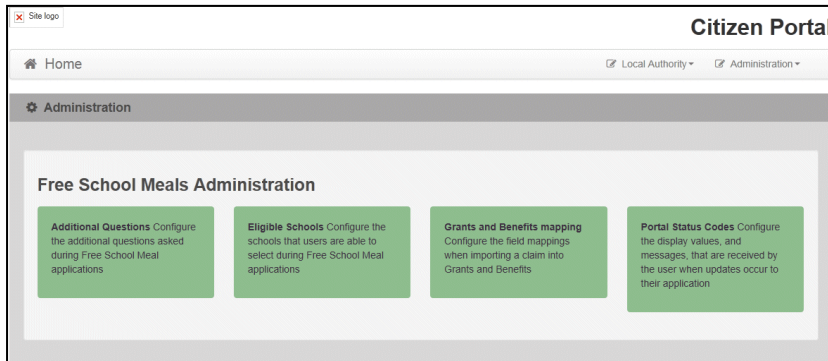 Site logo
Citizen Portal
Home
Local Authority
Administration
Administration
Free School Meals Administration
Additional Questions Configure
the additional questions asked
during Free School Meal
applications
Eligible Schools Configure the
schools that users are able to
select during Free School Meal
applications
Grants and Benefits mapping
Configure the field mappings
when importing a claim into
Grants and Benefits
Portal Status Codes Configure
the display values, and
messages, that are received by
the user when updates occur to
their application